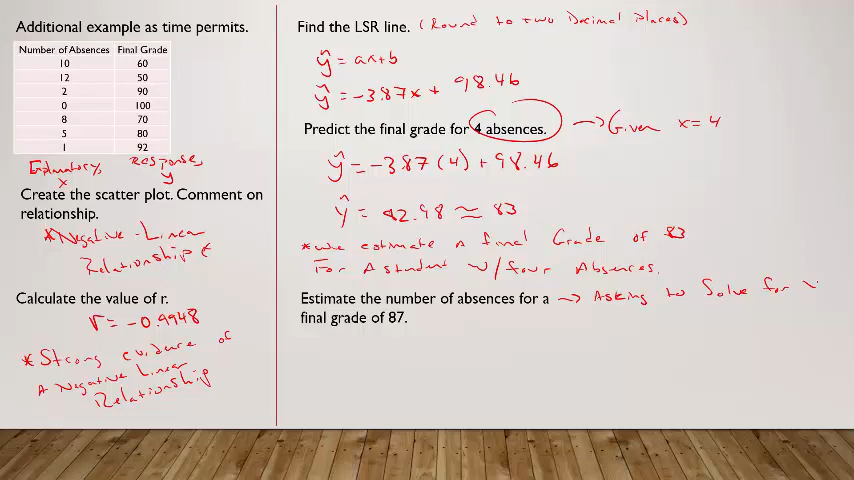 Additional example as time permits.
Number of Absences Final Grade
10 60
12 50
2 90
0 100
8 70
5 80
1 92
Explanatory, Response,
x y
Create the scatter plot. Comment on
relationship.
*Negative-Linear
Relationship
Calculate the value of r.
r = -0.9948
*Strong evidence of
A Negative Linear
Relationship
Find the LSR line. (Round to two Decimal Places)
ŷ = ax+b
ŷ = -3.87x + 98.46
Predict the final grade for 4 absences. → Given x=4
ŷ = -3.87(4) + 98.46
ŷ = 82.98 ≈ 83
*We estimate A final Grade of 83
For A student w/four Absences.
Estimate the number of absences for a → Asking to Solve for
final grade of 87.